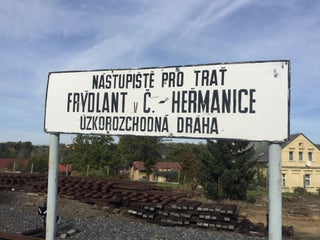 NÁSTUPIŠTĚ PRO TRAŤ
FRÝDLANT V Č. - HEŘMANICE
ÚZKOROZCHODNÁ DRÁHA